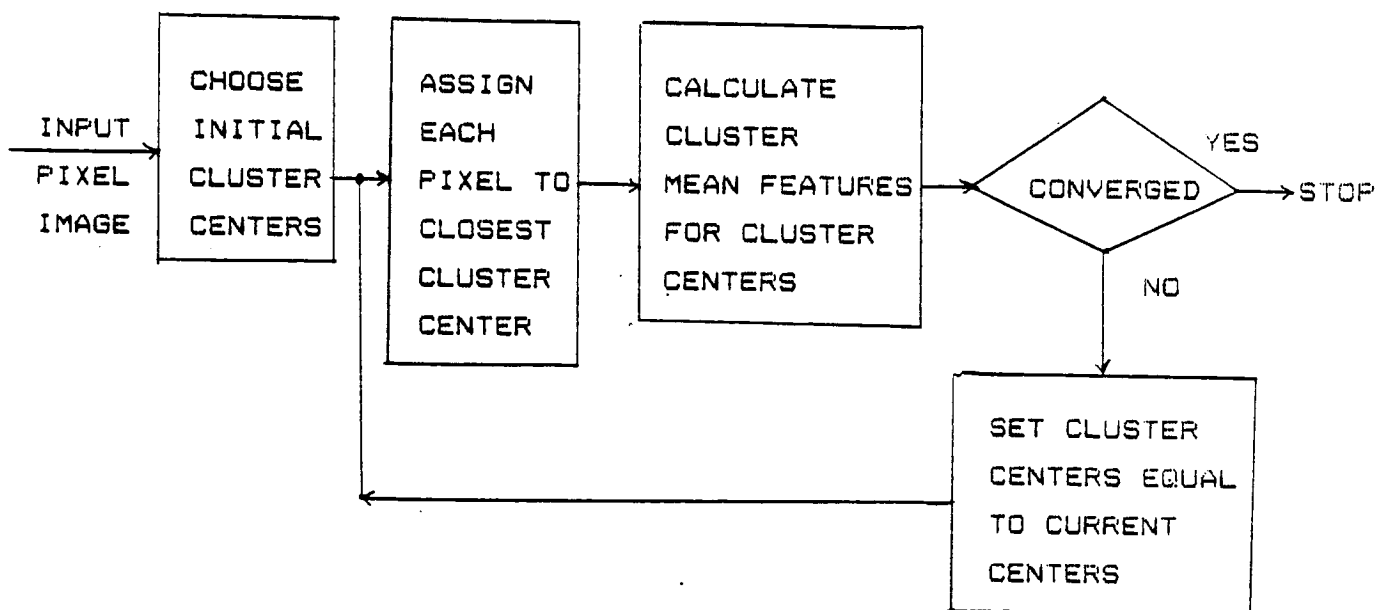 INPUT
PIXEL
IMAGE
CHOOSE
INITIAL
CLUSTER
CENTERS
ASSIGN
EACH
PIXEL TO
CLOSEST
CLUSTER
CENTER
CALCULATE
CLUSTER
MEAN FEATURES
FOR CLUSTER
CENTERS
CONVERGED
YES
STOP
NO
SET CLUSTER
CENTERS EQUAL
TO CURRENT
CENTERS